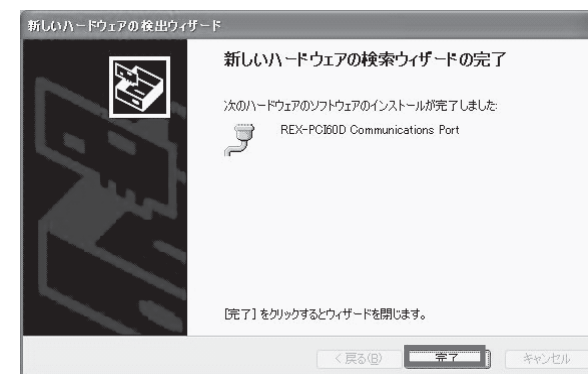 新しいハードウェアの検出ウィザード
新しいハードウェアの検索ウィザードの完了
次のハードウェアのソフトウェアのインストールが完了しました:
REX-PCI60D Communications Port
[完了] をクリックするとウィザードを閉じます。
< 戻る(B)
完了
キャンセル